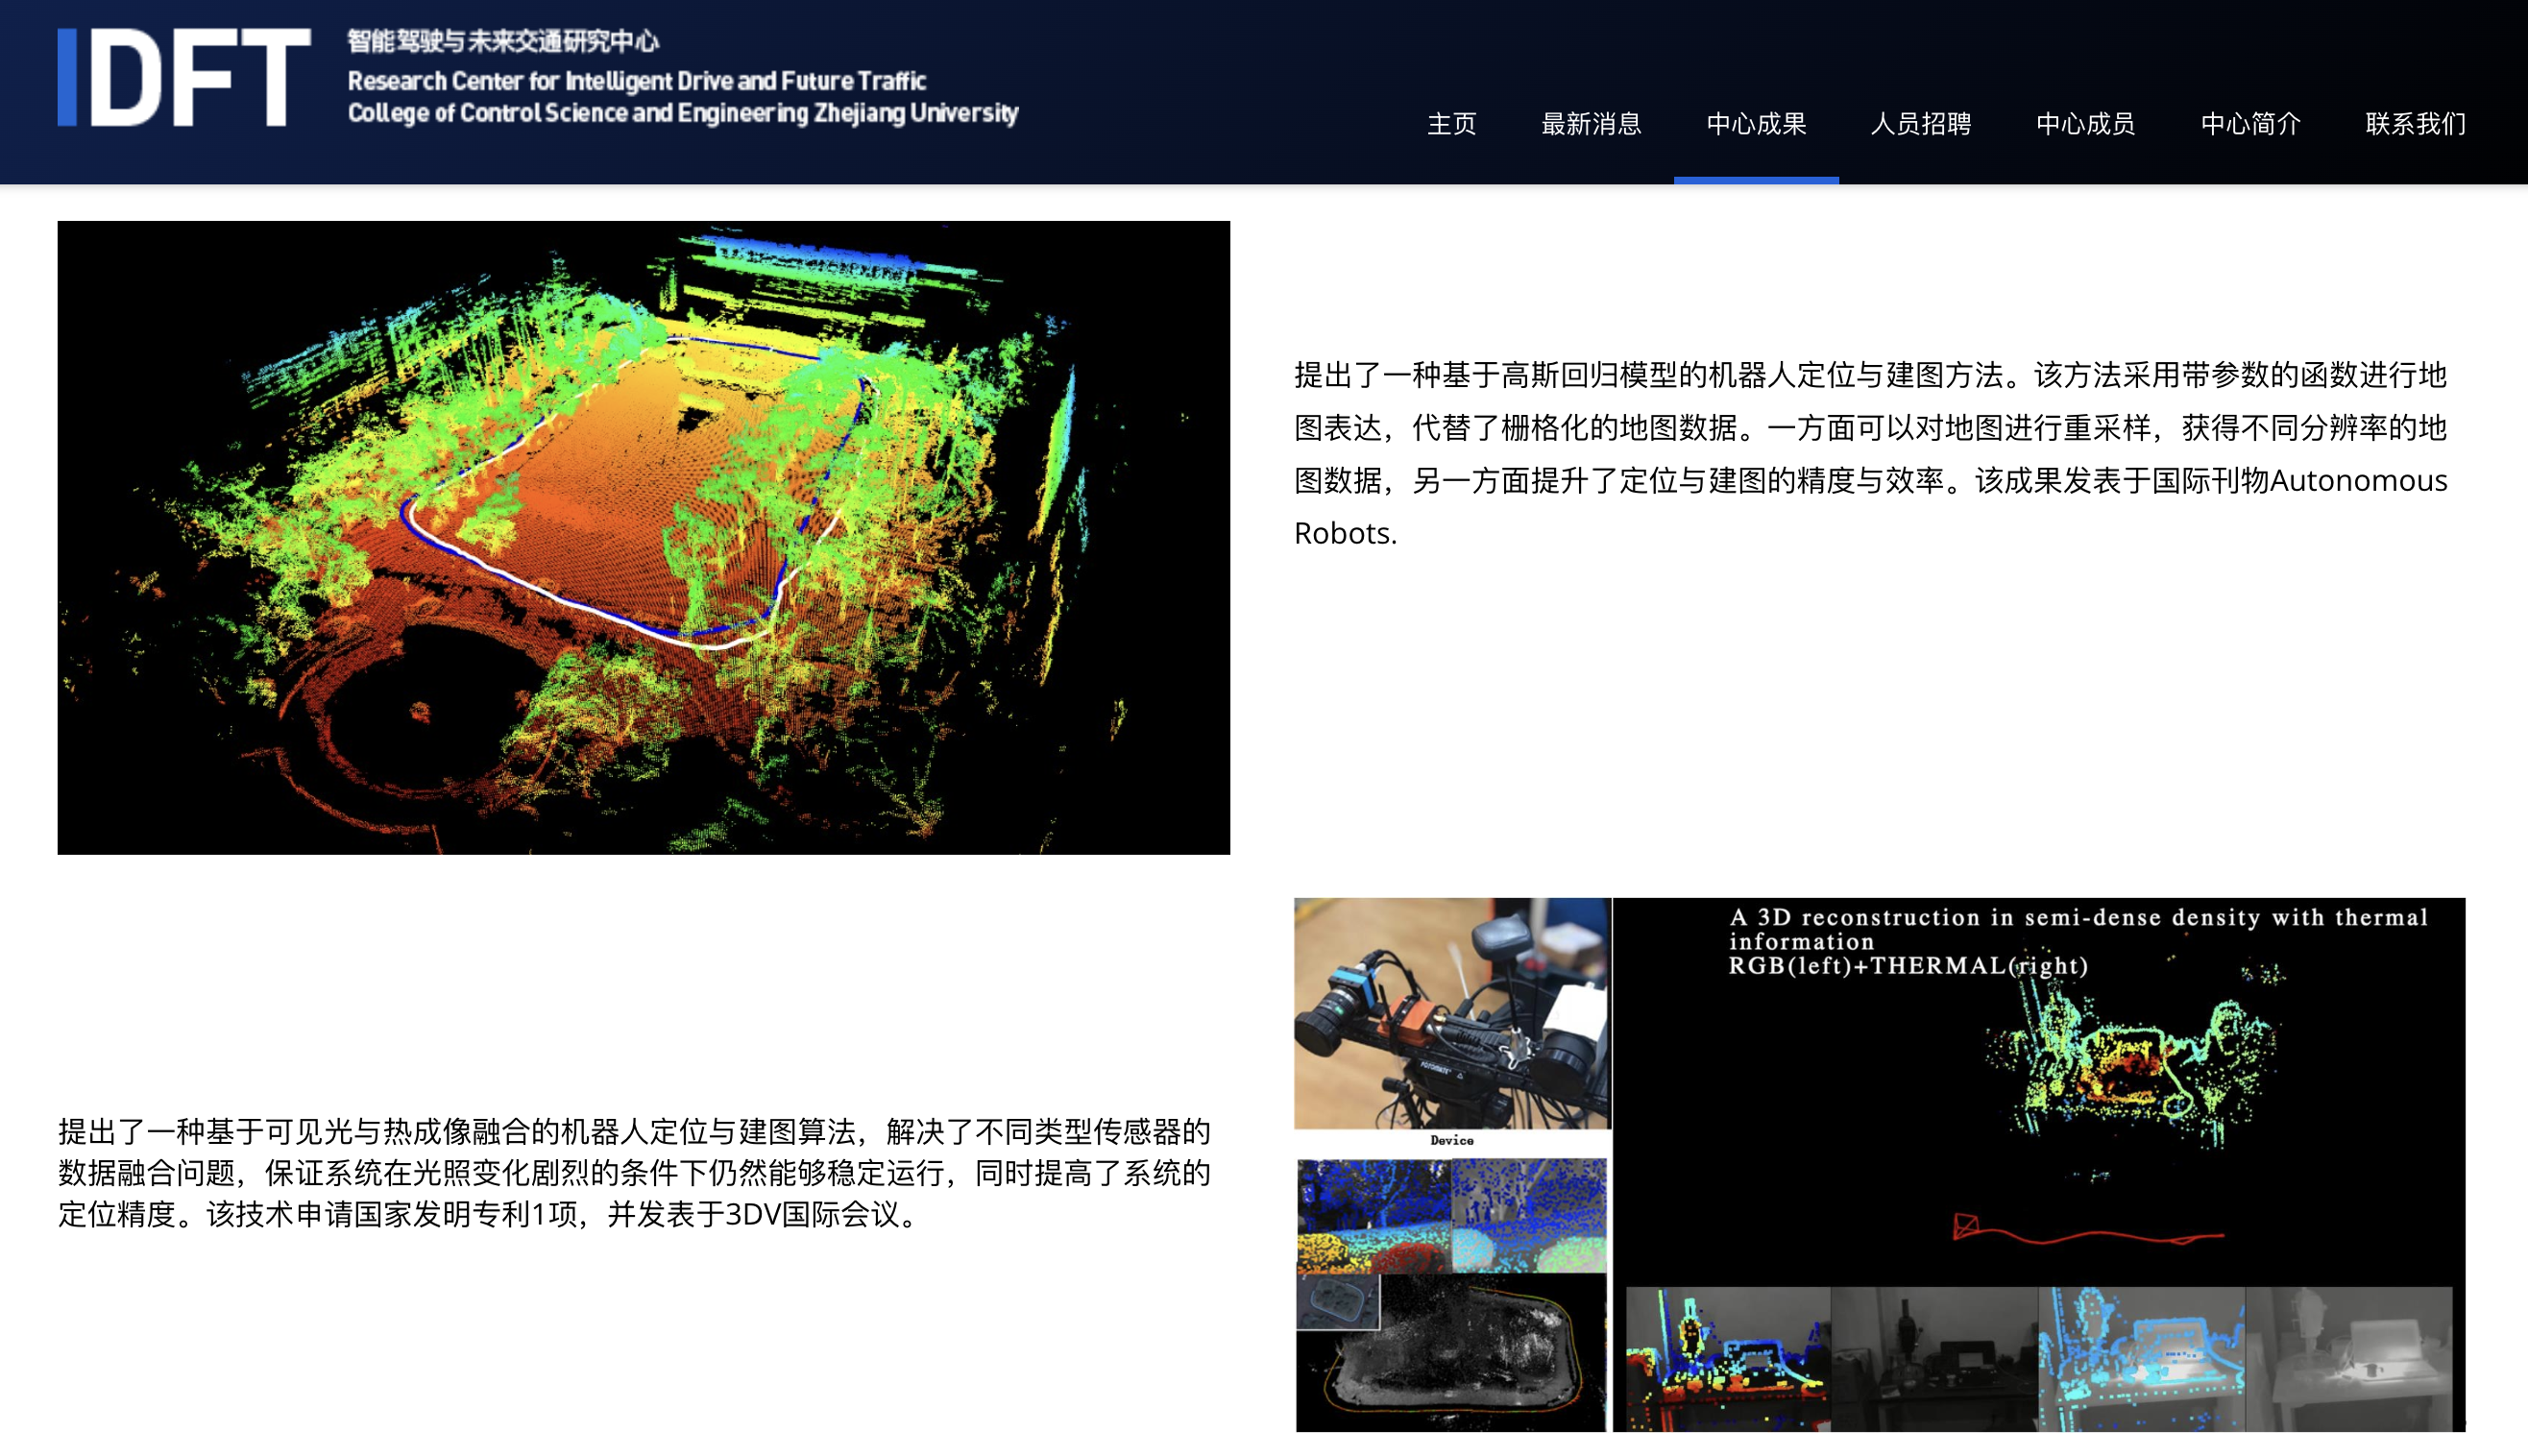 IDFT
智能驾驶与未来交通研究中心
Research Center for Intelligent Drive and Future Traffic
College of Control Science and Engineering Zhejiang University
主页 最新消息 中心成果 人员招聘 中心成员 中心简介 联系我们
提出了一种基于高斯回归模型的机器人定位与建图方法。该方法采用带参数的函数进行地
图表达，代替了栅格化的地图数据。一方面可以对地图进行重采样，获得不同分辨率的地
图数据，另一方面提升了定位与建图的精度与效率。该成果发表于国际刊物Autonomous
Robots.
提出了一种基于可见光与热成像融合的机器人定位与建图算法，解决了不同类型传感器的
数据融合问题，保证系统在光照变化剧烈的条件下仍然能够稳定运行，同时提高了系统的
定位精度。该技术申请国家发明专利1项，并发表于3DV国际会议。
A 3D reconstruction in semi-dense density with thermal
information
RGB(left)+THERMAL(right)
FOTOMATE
Device